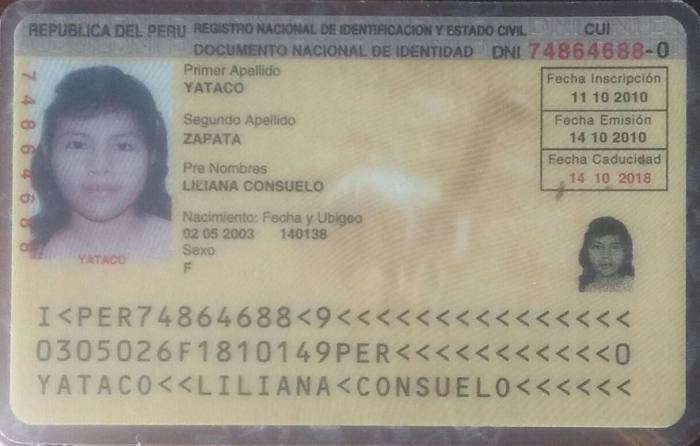 REPUBLICA DEL PERU REGISTRO NACIONAL DE IDENTIFICACION Y ESTADO CIVIL CUI
DOCUMENTO NACIONAL DE IDENTIDAD DNI 74864688-0
74864688
Primer Apellido
YATACO
Segundo Apellido
ZAPATA
Pre Nombres
LILIANA CONSUELO
Nacimiento: Fecha y Ubigeo
02 05 2003 140138
Sexo
F
Fecha Inscripción
11 10 2010
Fecha Emisión
14 10 2010
Fecha Caducidad
14 10 2018
YATACO
I<PER74864688<9<<<<<<<<<<<<<<<
0305026F1810149PER<<<<<<<<<<<0
YATACO<<LILIANA<CONSUELO<<<<<<